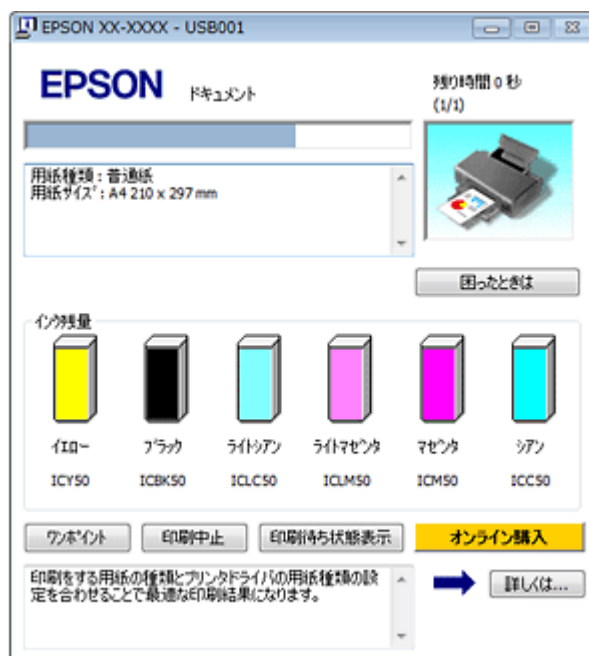 EPSON XX-XXXX - USB001
EPSON ドキュメント
残り時間 0 秒
(1/1)
用紙種類 : 普通紙
用紙サイズ : A4 210 x 297 mm
困ったときは
インク残量
イエロー ブラック ライトシアン ライトマゼンタ マゼンタ シアン
ICY50 ICBK50 ICLC50 ICLM50 ICM50 ICC50
ワンポイント 印刷中止 印刷待ち状態表示 オンライン購入
印刷をする用紙の種類とプリンタドライバの用紙種類の設
定を合わせることで最適な印刷結果になります。
詳しくは...